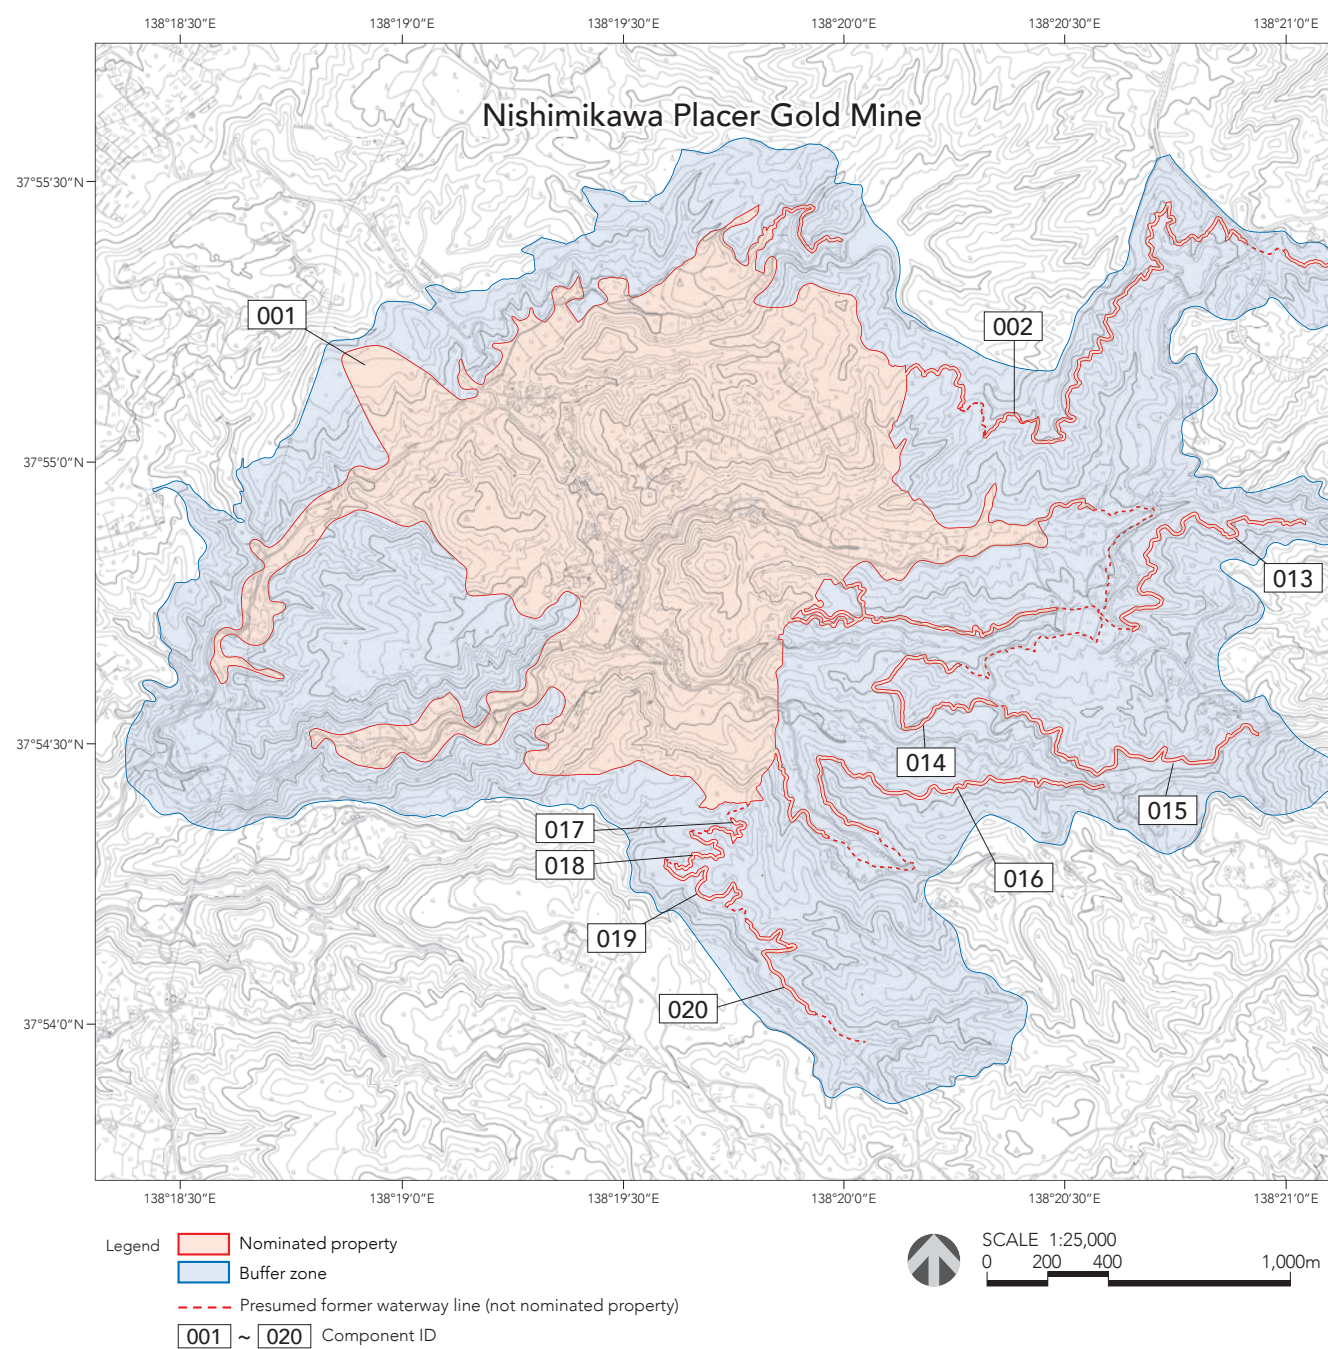 138°18’30”E 138°19’0”E 138°19’30”E 138°20’0”E 138°20’30”E 138°21’0”E
Nishimikawa Placer Gold Mine
37°55’30”N
001
002
37°55’0”N
013
37°54’30”N
014
015
017
018
016
019
020
37°54’0”N
138°18’30”E 138°19’0”E 138°19’30”E 138°20’0”E 138°20’30”E 138°21’0”E
Legend
Nominated property
Buffer zone
Presumed former waterway line (not nominated property)
001 ~ 020 Component ID
SCALE 1:25,000
0 200 400 1,000m